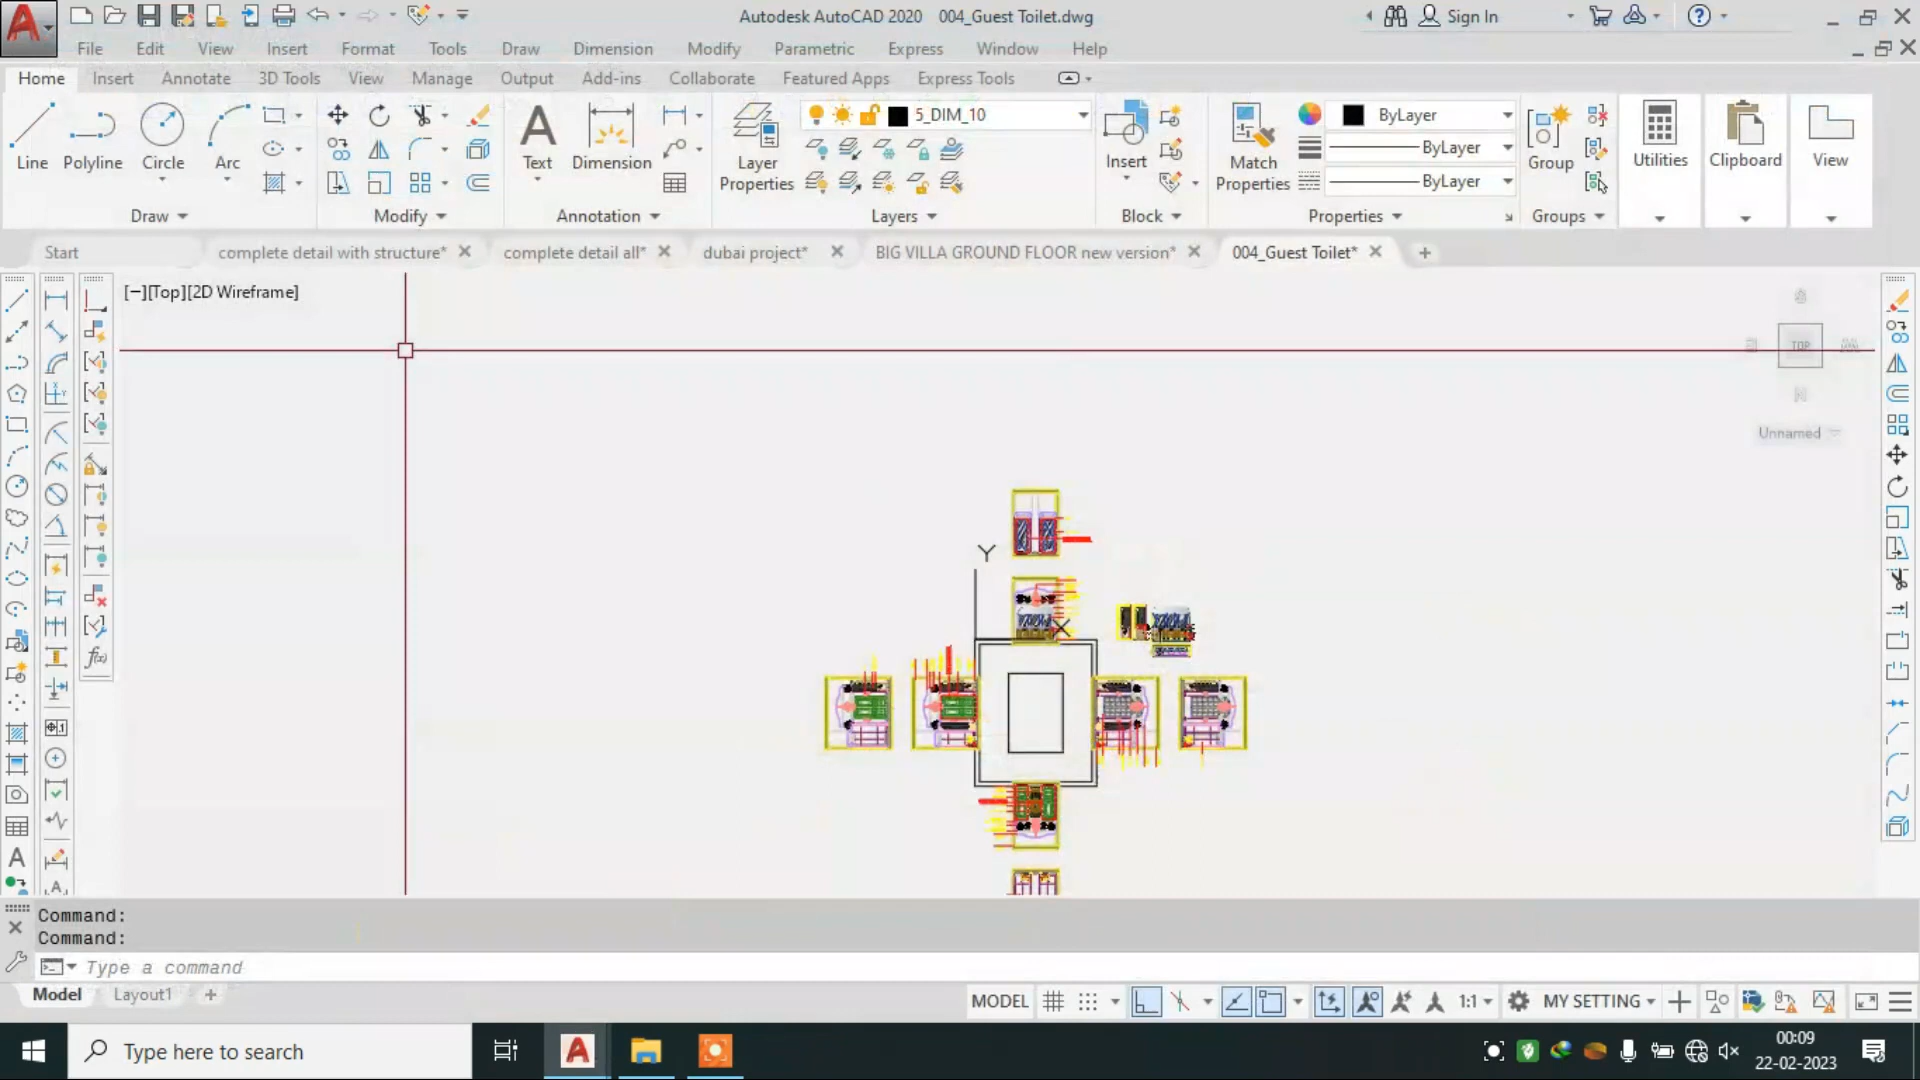 Autodesk AutoCAD 2020 004_Guest Toilet.dwg
Sign In
File Edit View Insert Format Tools Draw Dimension Modify Parametric Express Window Help
Home Insert Annotate 3D Tools View Manage Output Add-ins Collaborate Featured Apps Express Tools
5_DIM_10
ByLayer
ByLayer
ByLayer
Line Polyline Circle Arc
Text Dimension
Layer Properties
Insert
Match Properties
Group
Utilities Clipboard View
Draw Modify Annotation Layers Block Properties Groups
Start complete detail with structure* complete detail all* dubai project* BIG VILLA GROUND FLOOR new version* 004_Guest Toilet*
[−][Top][2D Wireframe]
TOP
Unnamed
Y
X
f(x)
A
Command:
Command:
Type a command
Model Layout1
MODEL 1:1 MY SETTING
Type here to search
00:09
22-02-2023